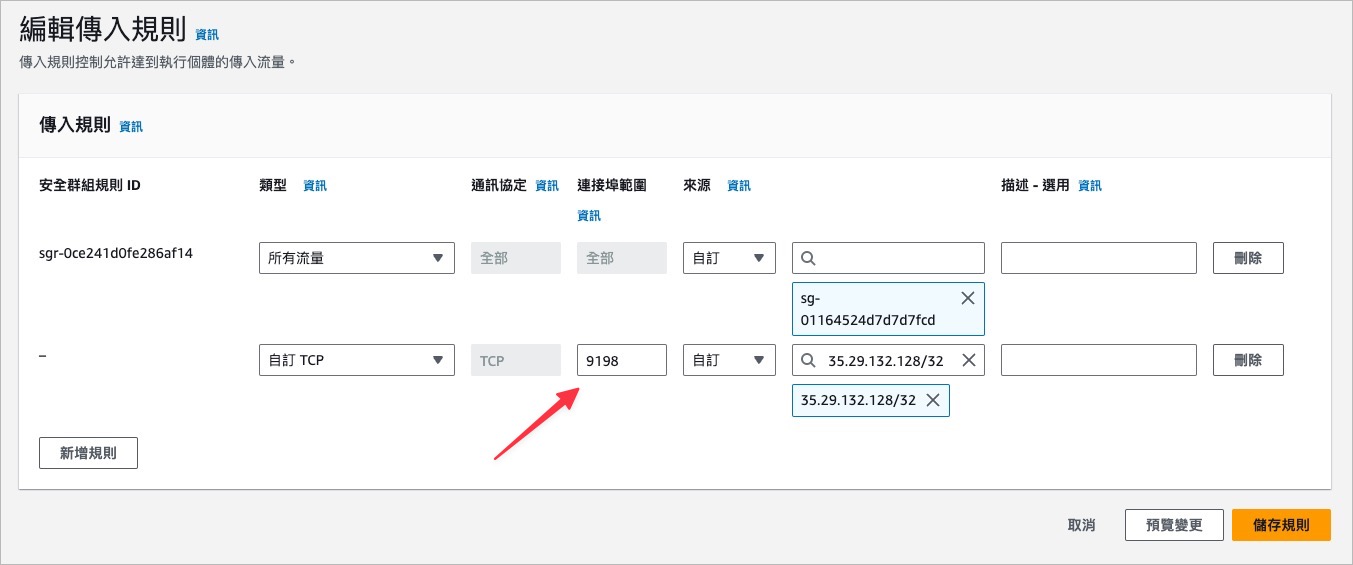 編輯傳入規則 資訊
傳入規則控制允許達到執行個體的傳入流量。
傳入規則 資訊
安全群組規則 ID 類型 資訊 通訊協定 資訊 連接埠範圍 資訊 來源 資訊 描述 - 選用 資訊
sgr-0ce241d0fe286af14 所有流量 全部 全部 自訂 刪除
sg-
01164524d7d7d7fcd
– 自訂 TCP TCP 9198 自訂 35.29.132.128/32 刪除
35.29.132.128/32
新增規則
取消 預覽變更 儲存規則